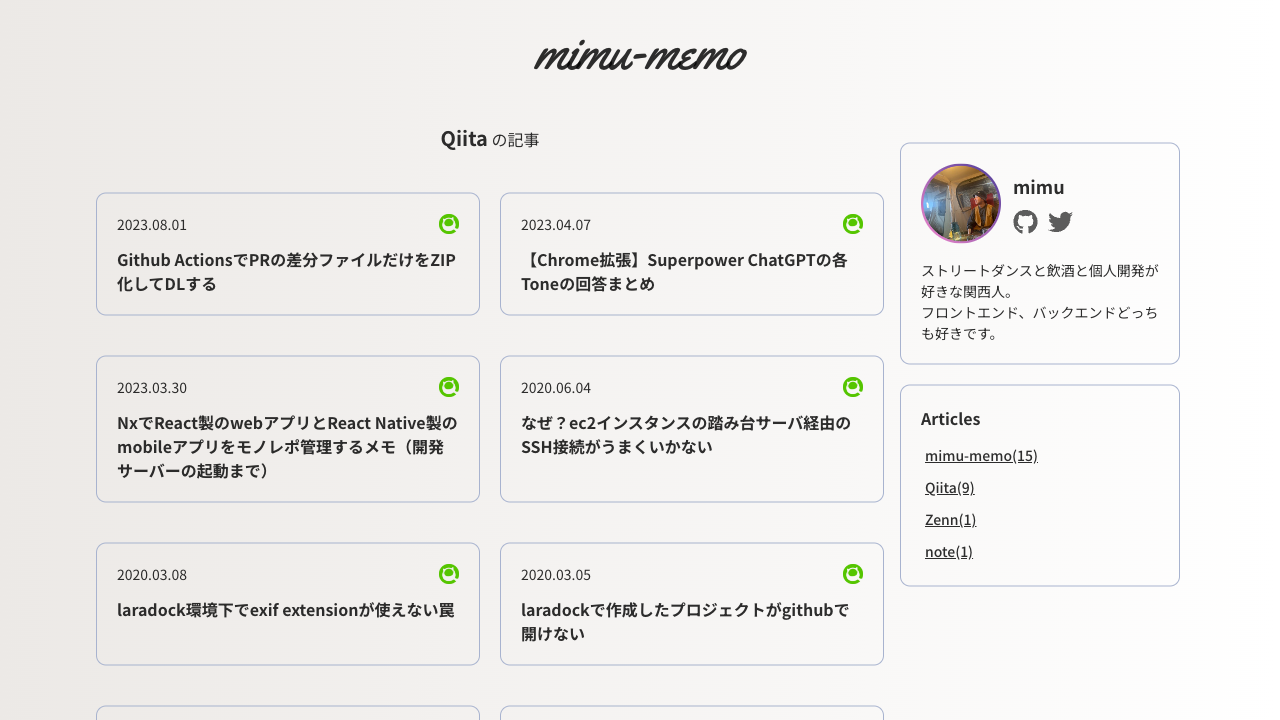 mimu-memo
Qiita の記事
2023.08.01
Github ActionsでPRの差分ファイルだけをZIP
化してDLする
2023.04.07
【Chrome拡張】Superpower ChatGPTの各
Toneの回答まとめ
2023.03.30
NxでReact製のwebアプリとReact Native製の
mobileアプリをモノレポ管理するメモ（開発
サーバーの起動まで）
2020.06.04
なぜ？ec2インスタンスの踏み台サーバ経由の
SSH接続がうまくいかない
2020.03.08
laradock環境下でexif extensionが使えない罠
2020.03.05
laradockで作成したプロジェクトがgithubで
開けない
mimu
ストリートダンスと飲酒と個人開発が
好きな関西人。
フロントエンド、バックエンドどっち
も好きです。
Articles
mimu-memo(15)
Qiita(9)
Zenn(1)
note(1)